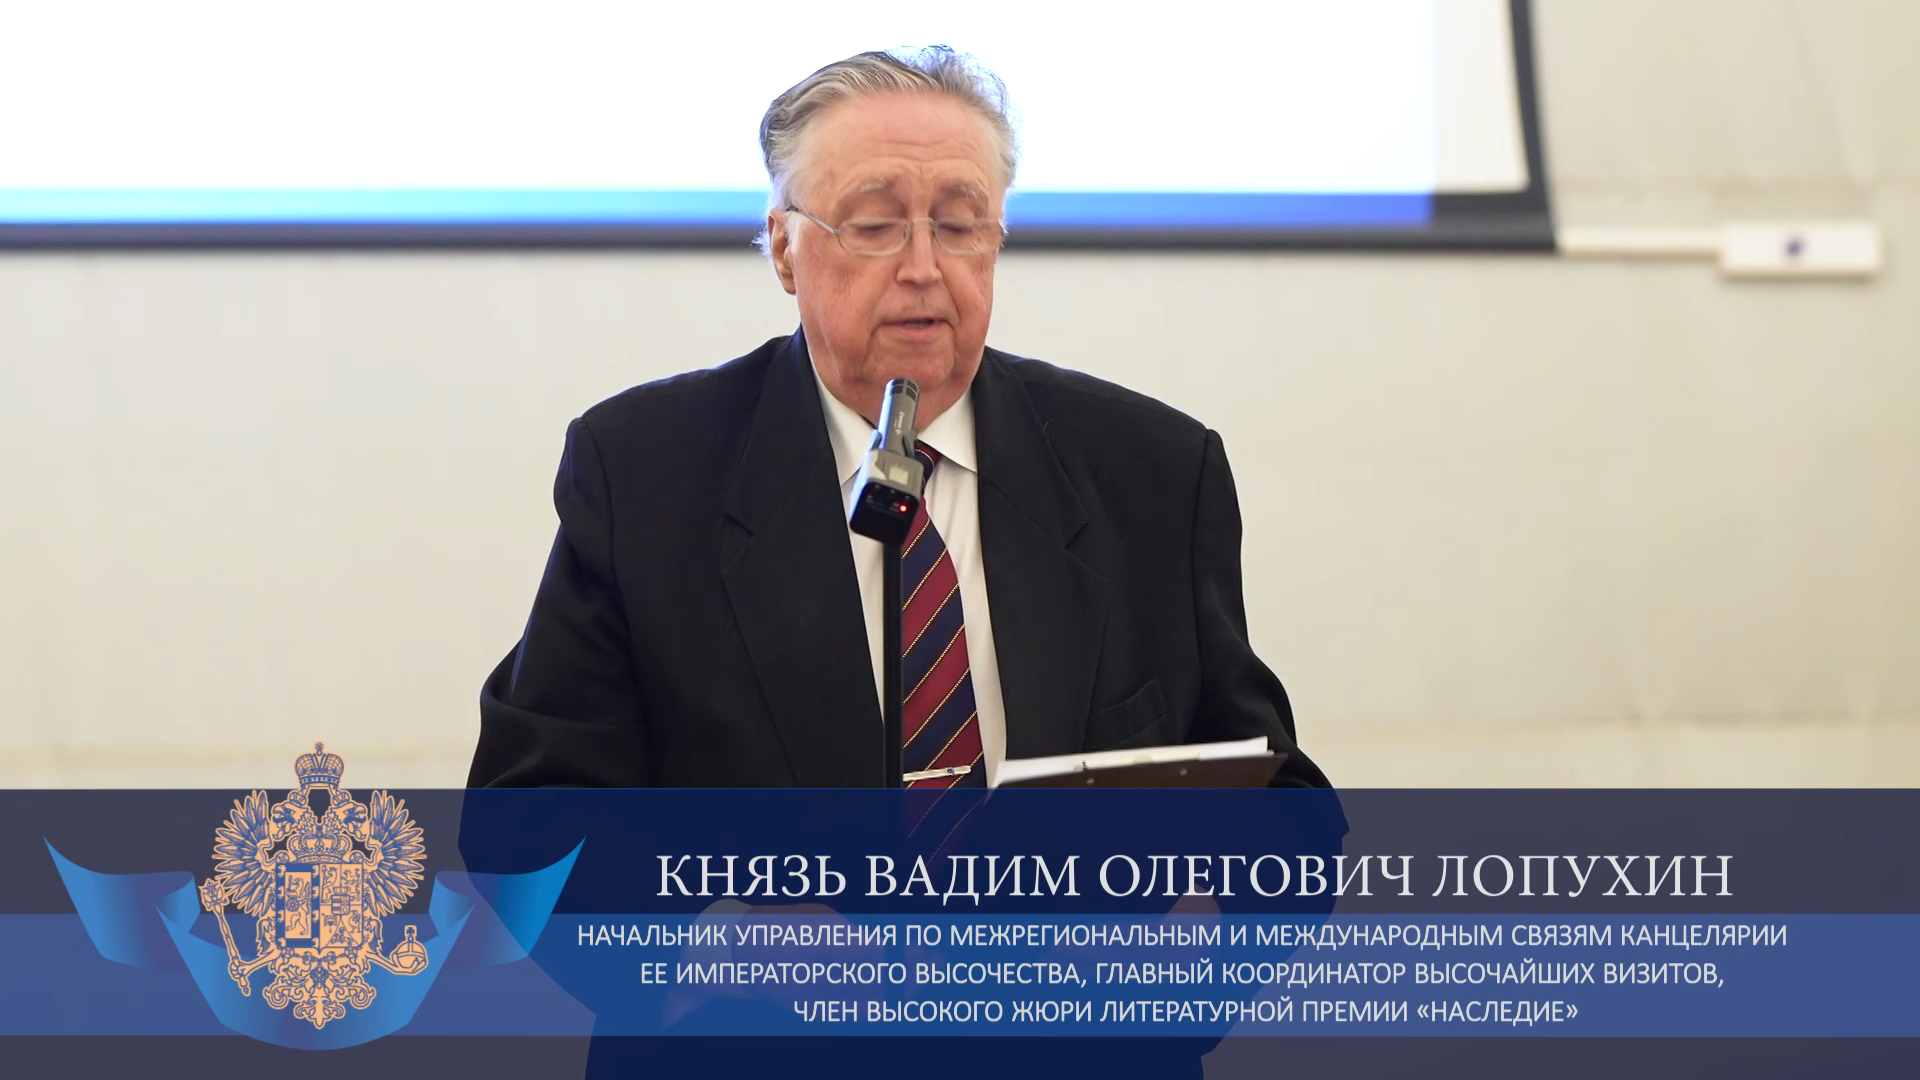 КНЯЗЬ ВАДИМ ОЛЕГОВИЧ ЛОПУХИН
НАЧАЛЬНИК УПРАВЛЕНИЯ ПО МЕЖРЕГИОНАЛЬНЫМ И МЕЖДУНАРОДНЫМ СВЯЗЯМ КАНЦЕЛЯРИИ
ЕЕ ИМПЕРАТОРСКОГО ВЫСОЧЕСТВА, ГЛАВНЫЙ КООРДИНАТОР ВЫСОЧАЙШИХ ВИЗИТОВ,
ЧЛЕН ВЫСОКОГО ЖЮРИ ЛИТЕРАТУРНОЙ ПРЕМИИ «НАСЛЕДИЕ»